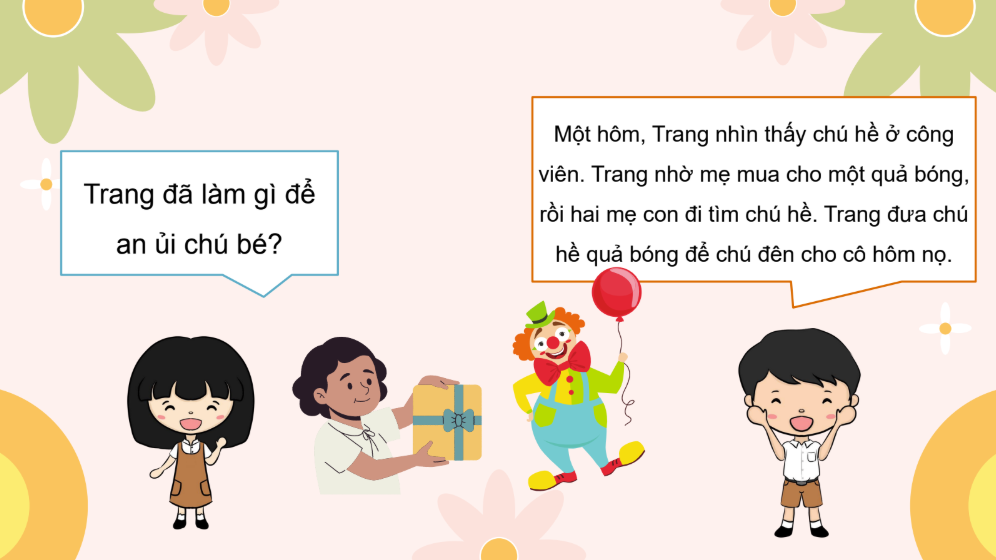 Trang đã làm gì để
an ủi chú bé?
Một hôm, Trang nhìn thấy chú hề ở công
viên. Trang nhờ mẹ mua cho một quả bóng,
rồi hai mẹ con đi tìm chú hề. Trang đưa chú
hề quả bóng để chú đên cho cô hôm nọ.